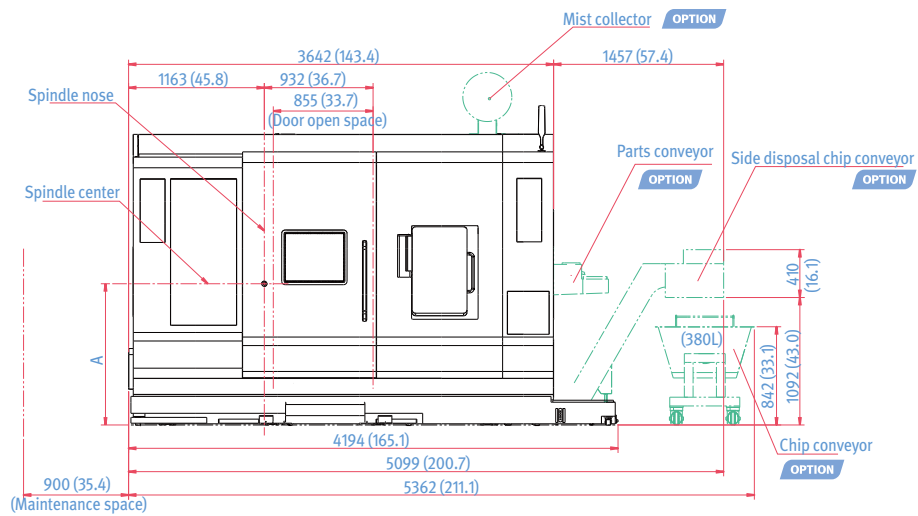 Mist collector OPTION
3642 (143.4)
1457 (57.4)
1163 (45.8)
932 (36.7)
855 (33.7)
(Door open space)
Spindle nose
Parts conveyor
OPTION
Side disposal chip conveyor
OPTION
Spindle center
410
(16.1)
(380L)
842 (33.1)
1092 (43.0)
A
4194 (165.1)
Chip conveyor
OPTION
5099 (200.7)
900 (35.4)
(Maintenance space)
5362 (211.1)